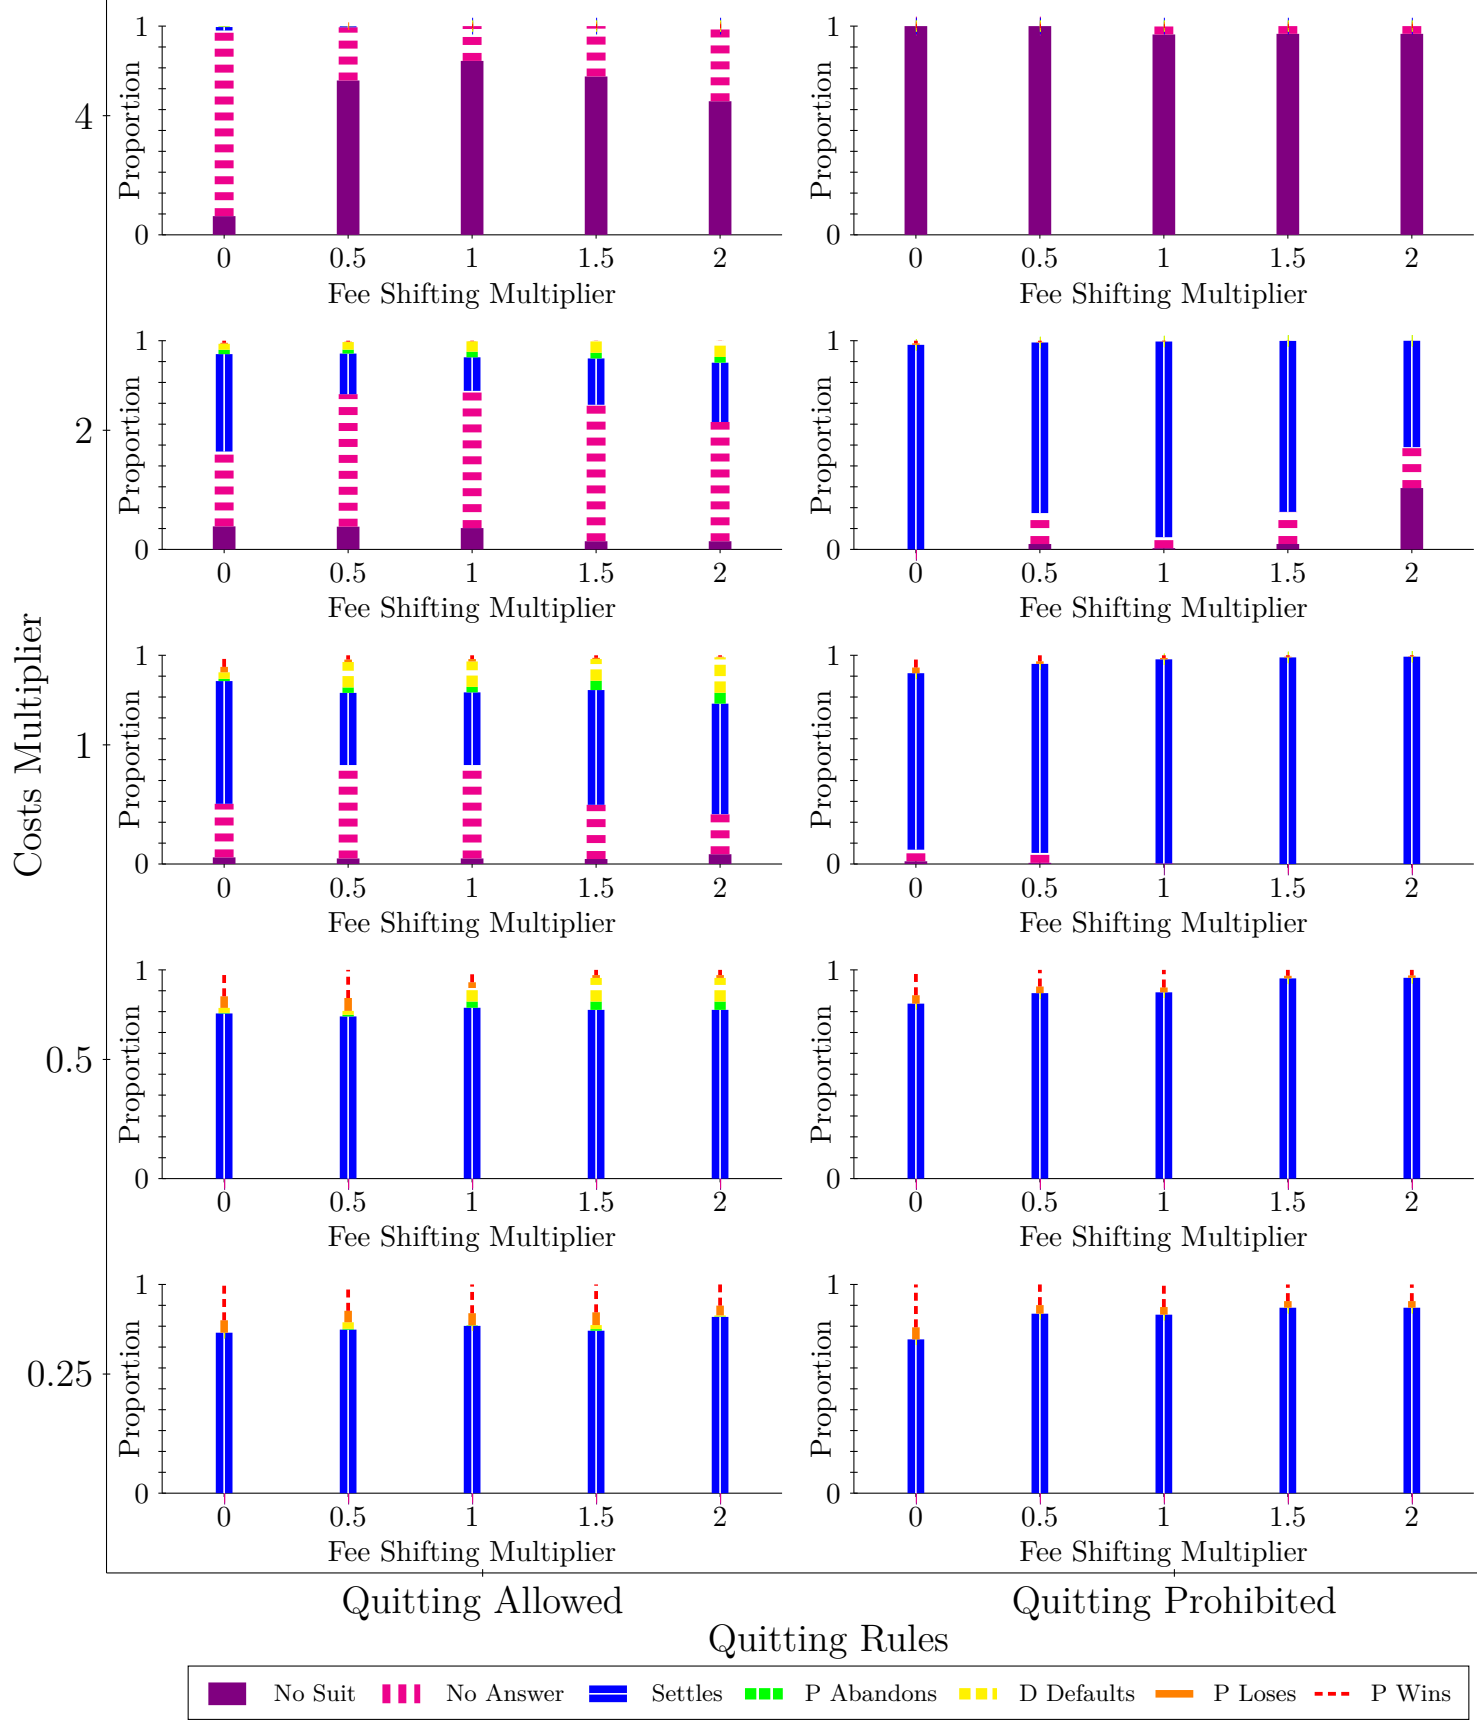 Costs Multiplier
4
Proportion
1
0
0 0.5 1 1.5 2
Fee Shifting Multiplier
Proportion
1
0
0 0.5 1 1.5 2
Fee Shifting Multiplier
2
Proportion
1
0
0 0.5 1 1.5 2
Fee Shifting Multiplier
Proportion
1
0
0 0.5 1 1.5 2
Fee Shifting Multiplier
1
Proportion
1
0
0 0.5 1 1.5 2
Fee Shifting Multiplier
Proportion
1
0
0 0.5 1 1.5 2
Fee Shifting Multiplier
0.5
Proportion
1
0
0 0.5 1 1.5 2
Fee Shifting Multiplier
Proportion
1
0
0 0.5 1 1.5 2
Fee Shifting Multiplier
0.25
Proportion
1
0
0 0.5 1 1.5 2
Fee Shifting Multiplier
Proportion
1
0
0 0.5 1 1.5 2
Fee Shifting Multiplier
Quitting Allowed Quitting Prohibited
Quitting Rules
No Suit No Answer Settles P Abandons D Defaults P Loses P Wins